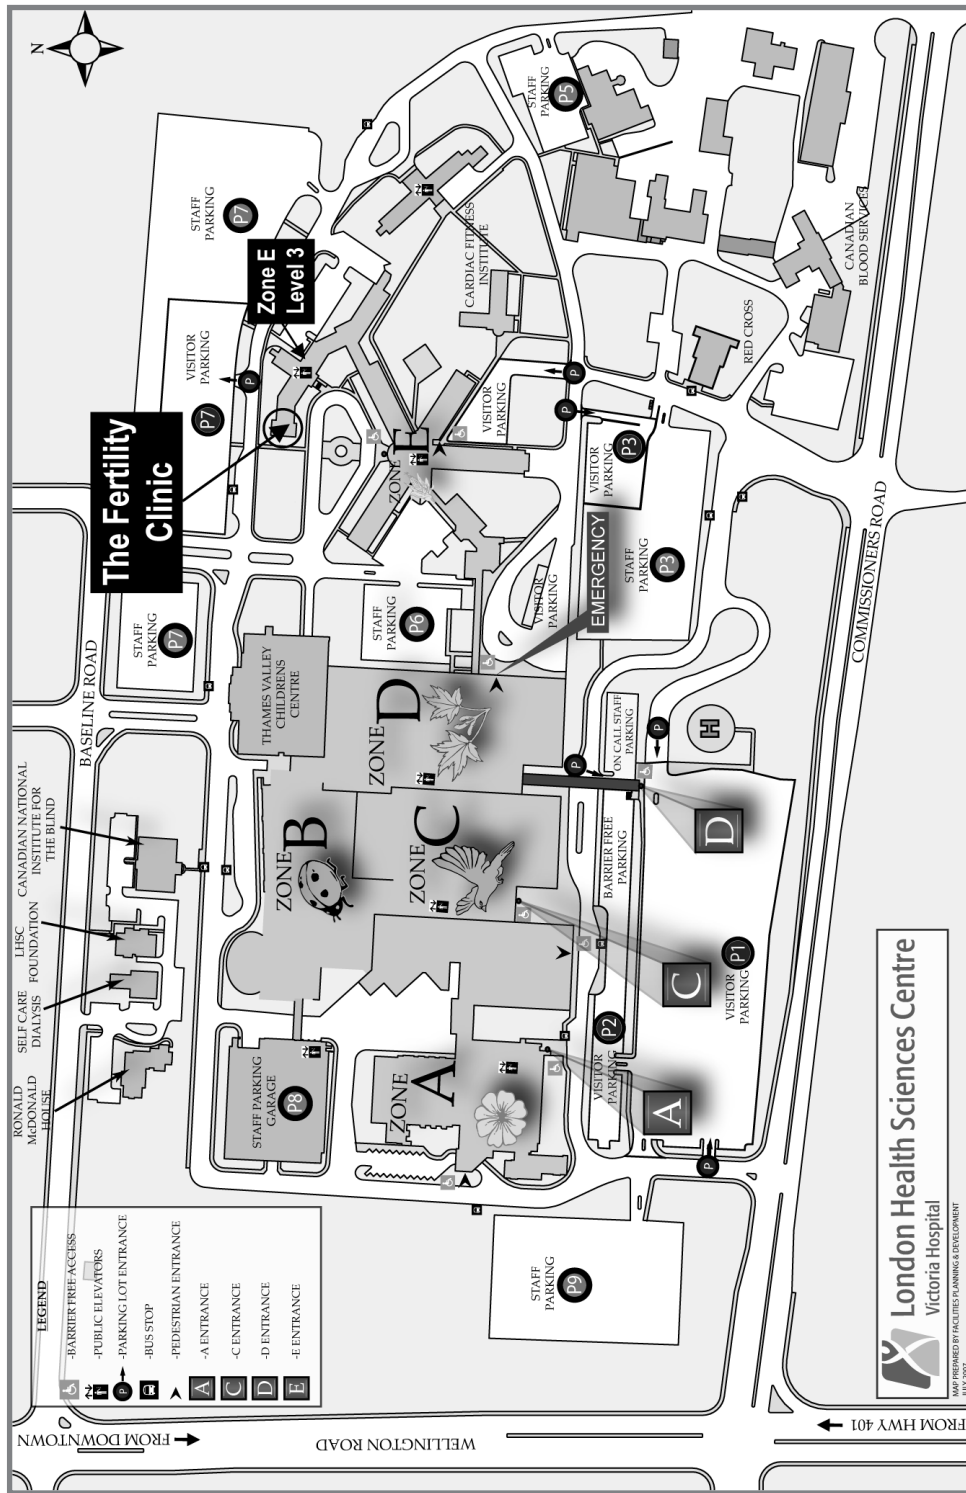 N
BASELINE ROAD
RONALD
McDONALD
HOUSE
SELF CARE
DIALYSIS
LHSC
FOUNDATION
CANADIAN NATIONAL
INSTITUTE FOR
THE BLIND
STAFF
PARKING
P7
The Fertility
Clinic
VISITOR
PARKING
P7
STAFF
PARKING
P7
Zone E
Level 3
P
LEGEND
-BARRIER FREE ACCESS
-PUBLIC ELEVATORS
P
-PARKING LOT ENTRANCE
-BUS STOP
-PEDESTRIAN ENTRANCE
A
-A ENTRANCE
C
-C ENTRANCE
D
-D ENTRANCE
E
-E ENTRANCE
STAFF PARKING
GARAGE
P8
ZONE B
THAMES VALLEY
CHILDRENS
CENTRE
ZONE A
ZONE C
ZONE D
STAFF
PARKING
P6
ZONE E
CARDIAC FITNESS
INSTITUTE
VISITOR
PARKING
STAFF
PARKING
P5
STAFF
PARKING
P9
VISITOR
PARKING
EMERGENCY
VISITOR
PARKING
P3
STAFF
PARKING
P3
P
P
P
ON CALL STAFF
PARKING
P
BARRIER FREE
PARKING
VISITOR
PARKING
P2
H
A
C
D
P
VISITOR
PARKING
P1
RED CROSS
CANADIAN
BLOOD SERVICES
COMMISSIONERS ROAD
FROM DOWNTOWN
WELLINGTON ROAD
FROM HWY 401
London Health Sciences Centre
Victoria Hospital
MAP PREPARED BY FACILITIES PLANNING & DEVELOPMENT
JULY 2007